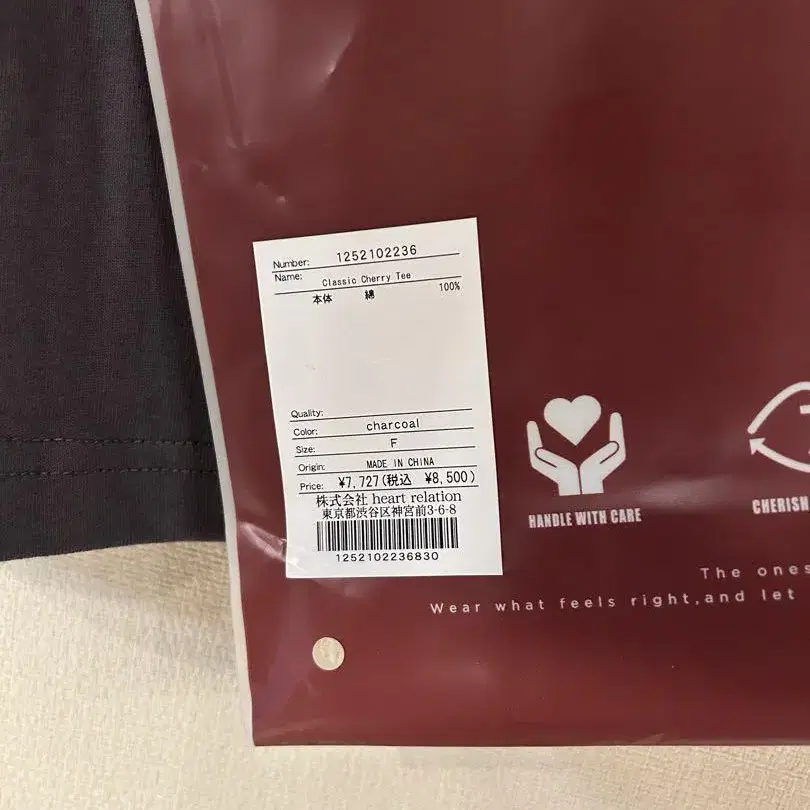 Number: 1252102236
Name: Classic Cherry Tee
本体 綿 100%
Quality:
Color: charcoal
Size: F
Origin: MADE IN CHINA
Price: ¥7,727(税込 ¥8,500)
株式会社 heart relation
東京都渋谷区神宮前3-6-8
1252102236830
HANDLE WITH CARE
CHERISH
The ones
Wear what feels right,and let